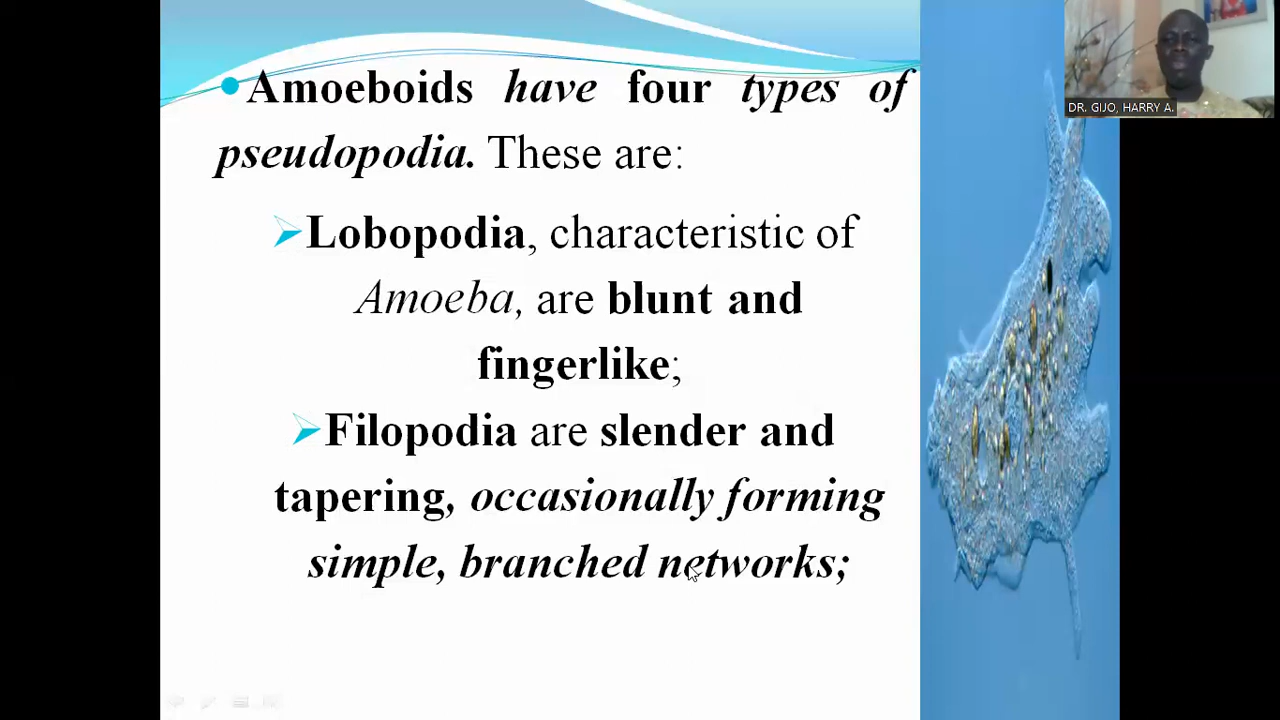 Amoeboids have four types of
pseudopodia. These are:
Lobopodia, characteristic of
Amoeba, are blunt and
fingerlike;
Filopodia are slender and
tapering, occasionally forming
simple, branched networks;
DR. GIJO, HARRY A.